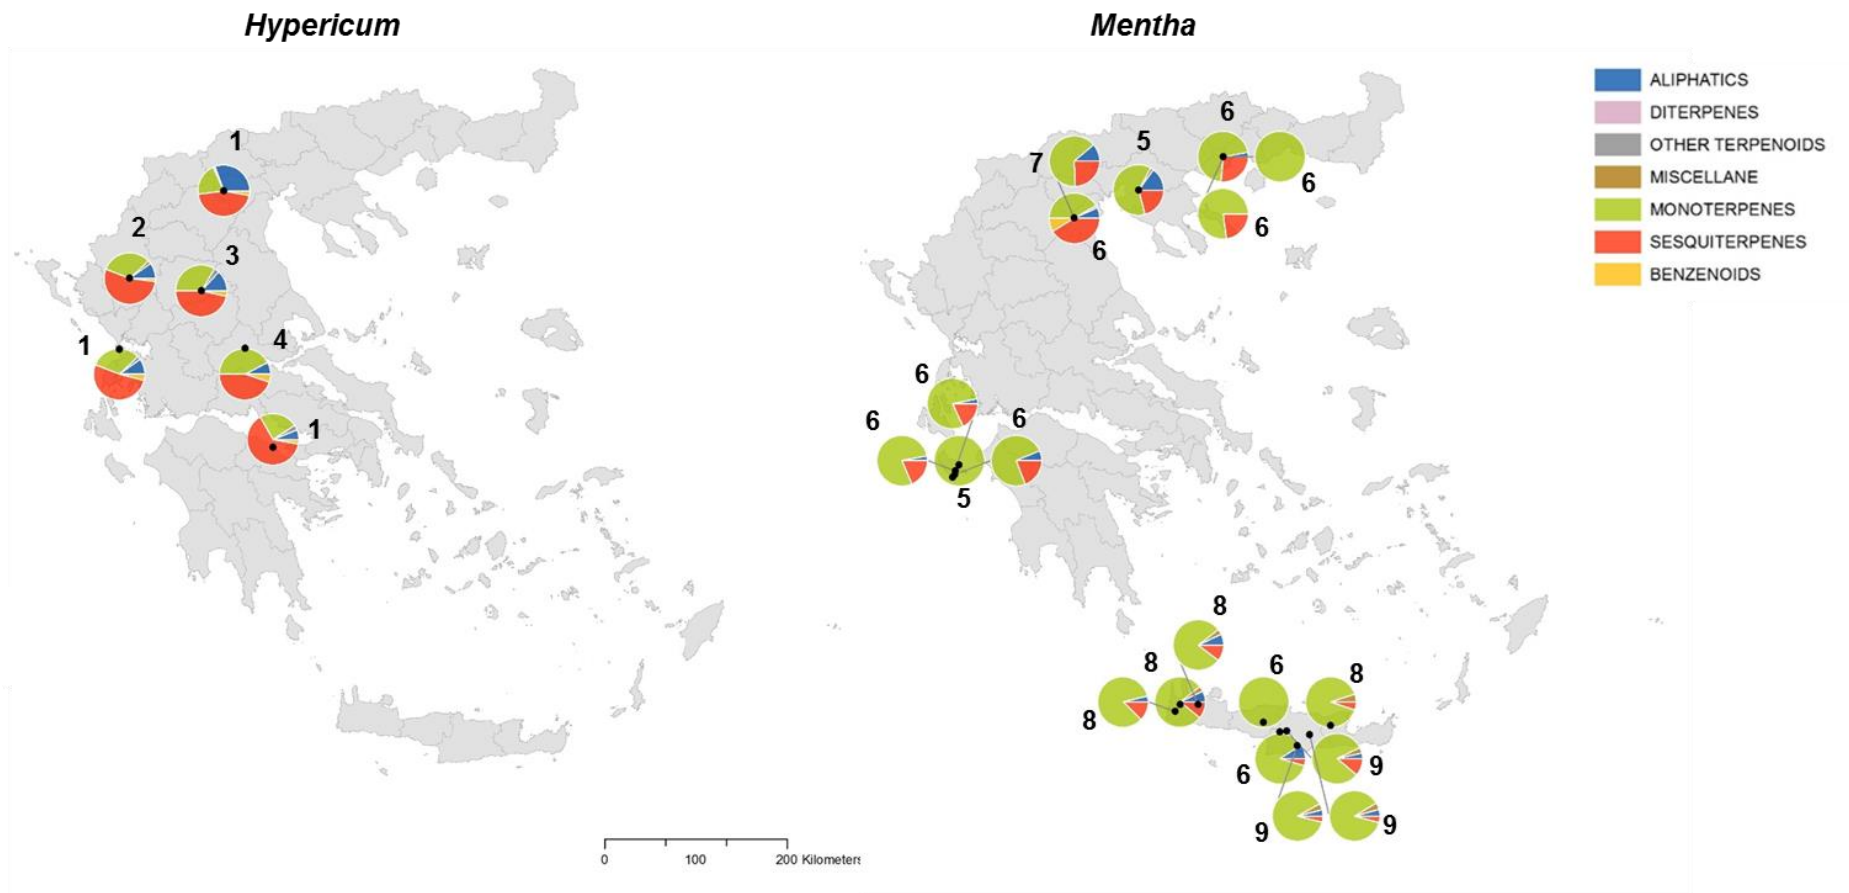 Hypericum
Mentha
ALIPHATICS
DITERPENES
OTHER TERPENOIDS
MISCELLANE
MONOTERPENES
SESQUITERPENES
BENZENOIDS
1
2
3
1
4
1
7
5
6
6
6
6
6
6
6
5
8
8
8
6
8
6
9
9
9
0
100
200 Kilometers